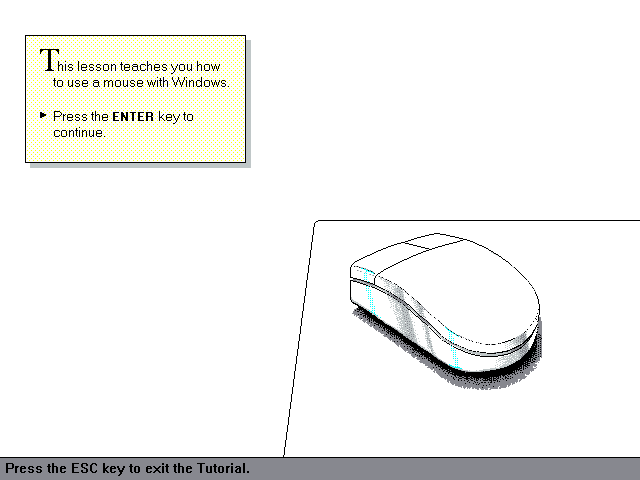 This lesson teaches you how
to use a mouse with Windows.
Press the ENTER key to
continue.
Press the ESC key to exit the Tutorial.